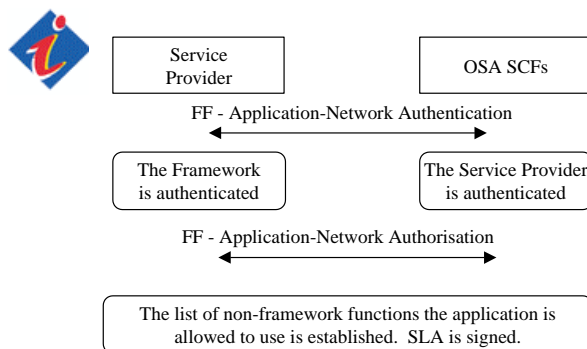 i
Service
Provider
OSA SCFs
FF - Application-Network Authentication
The Framework
is authenticated
The Service Provider
is authenticated
FF - Application-Network Authorisation
The list of non-framework functions the application is
allowed to use is established.  SLA is signed.